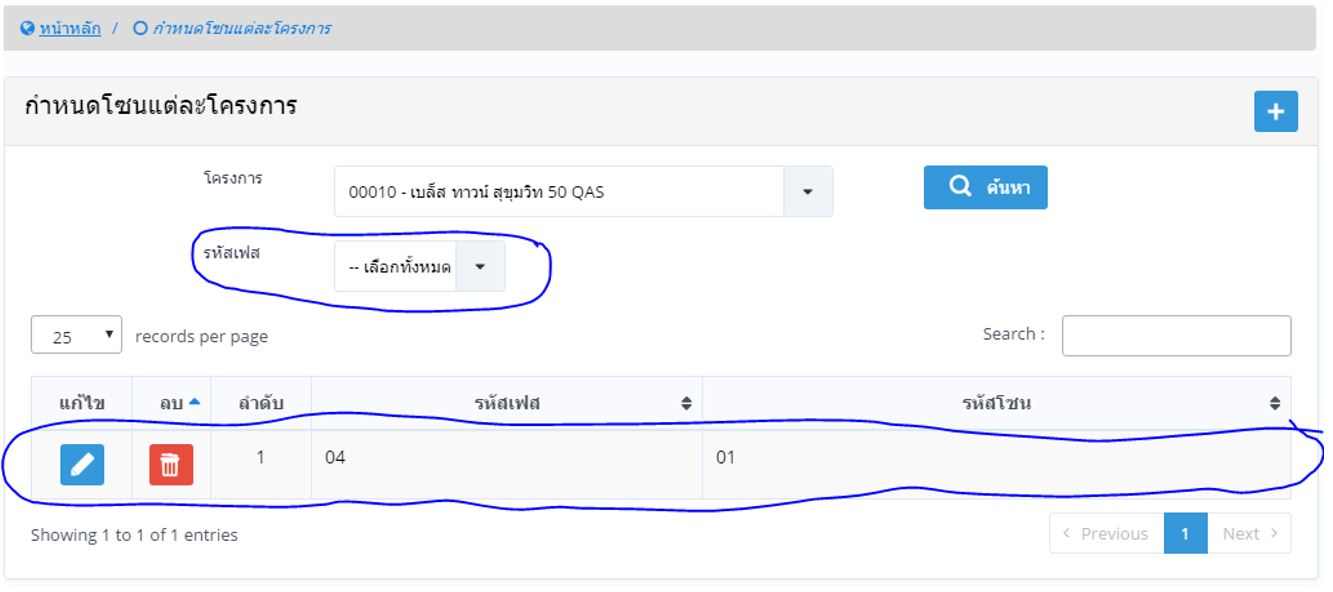 หน้าหลัก / กำหนดโซนแต่ละโครงการ
กำหนดโซนแต่ละโครงการ
โครงการ 00010 - เบล็ส ทาวน์ สุขุมวิท 50 QAS ค้นหา
รหัสเฟส -- เลือกทั้งหมด
25 records per page Search :
แก้ไข ลบ ลำดับ รหัสเฟส รหัสโซน
1 04 01
Showing 1 to 1 of 1 entries Previous 1 Next